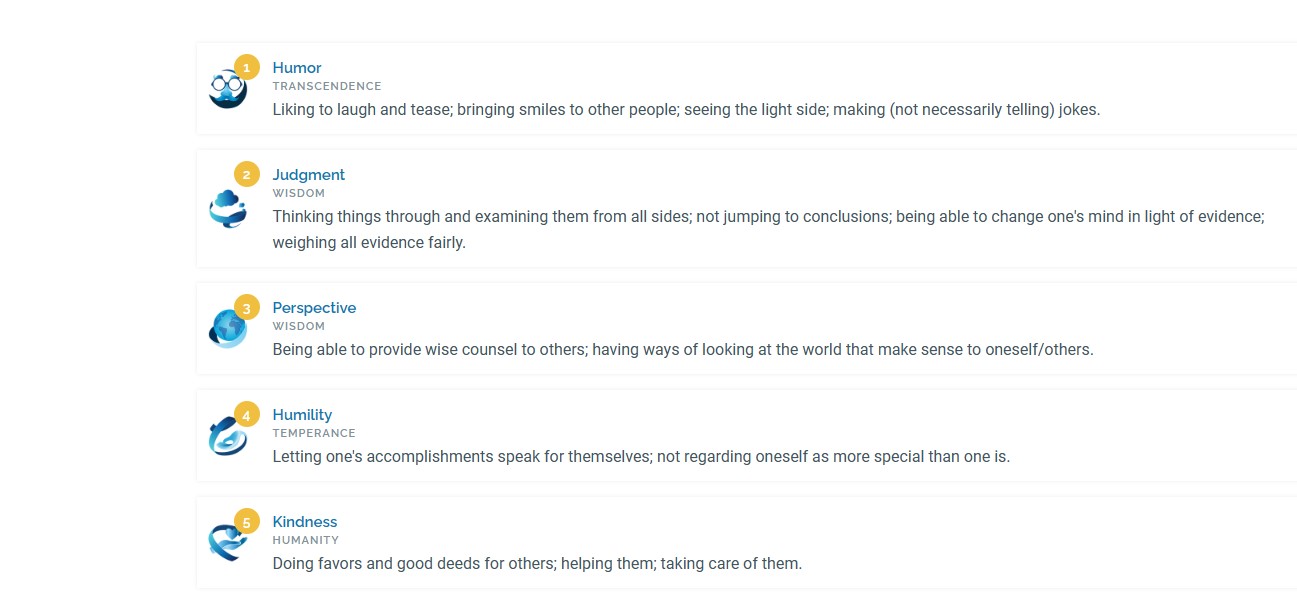 1
Humor
TRANSCENDENCE
Liking to laugh and tease; bringing smiles to other people; seeing the light side; making (not necessarily telling) jokes.
2
Judgment
WISDOM
Thinking things through and examining them from all sides; not jumping to conclusions; being able to change one's mind in light of evidence;
weighing all evidence fairly.
3
Perspective
WISDOM
Being able to provide wise counsel to others; having ways of looking at the world that make sense to oneself/others.
4
Humility
TEMPERANCE
Letting one's accomplishments speak for themselves; not regarding oneself as more special than one is.
5
Kindness
HUMANITY
Doing favors and good deeds for others; helping them; taking care of them.